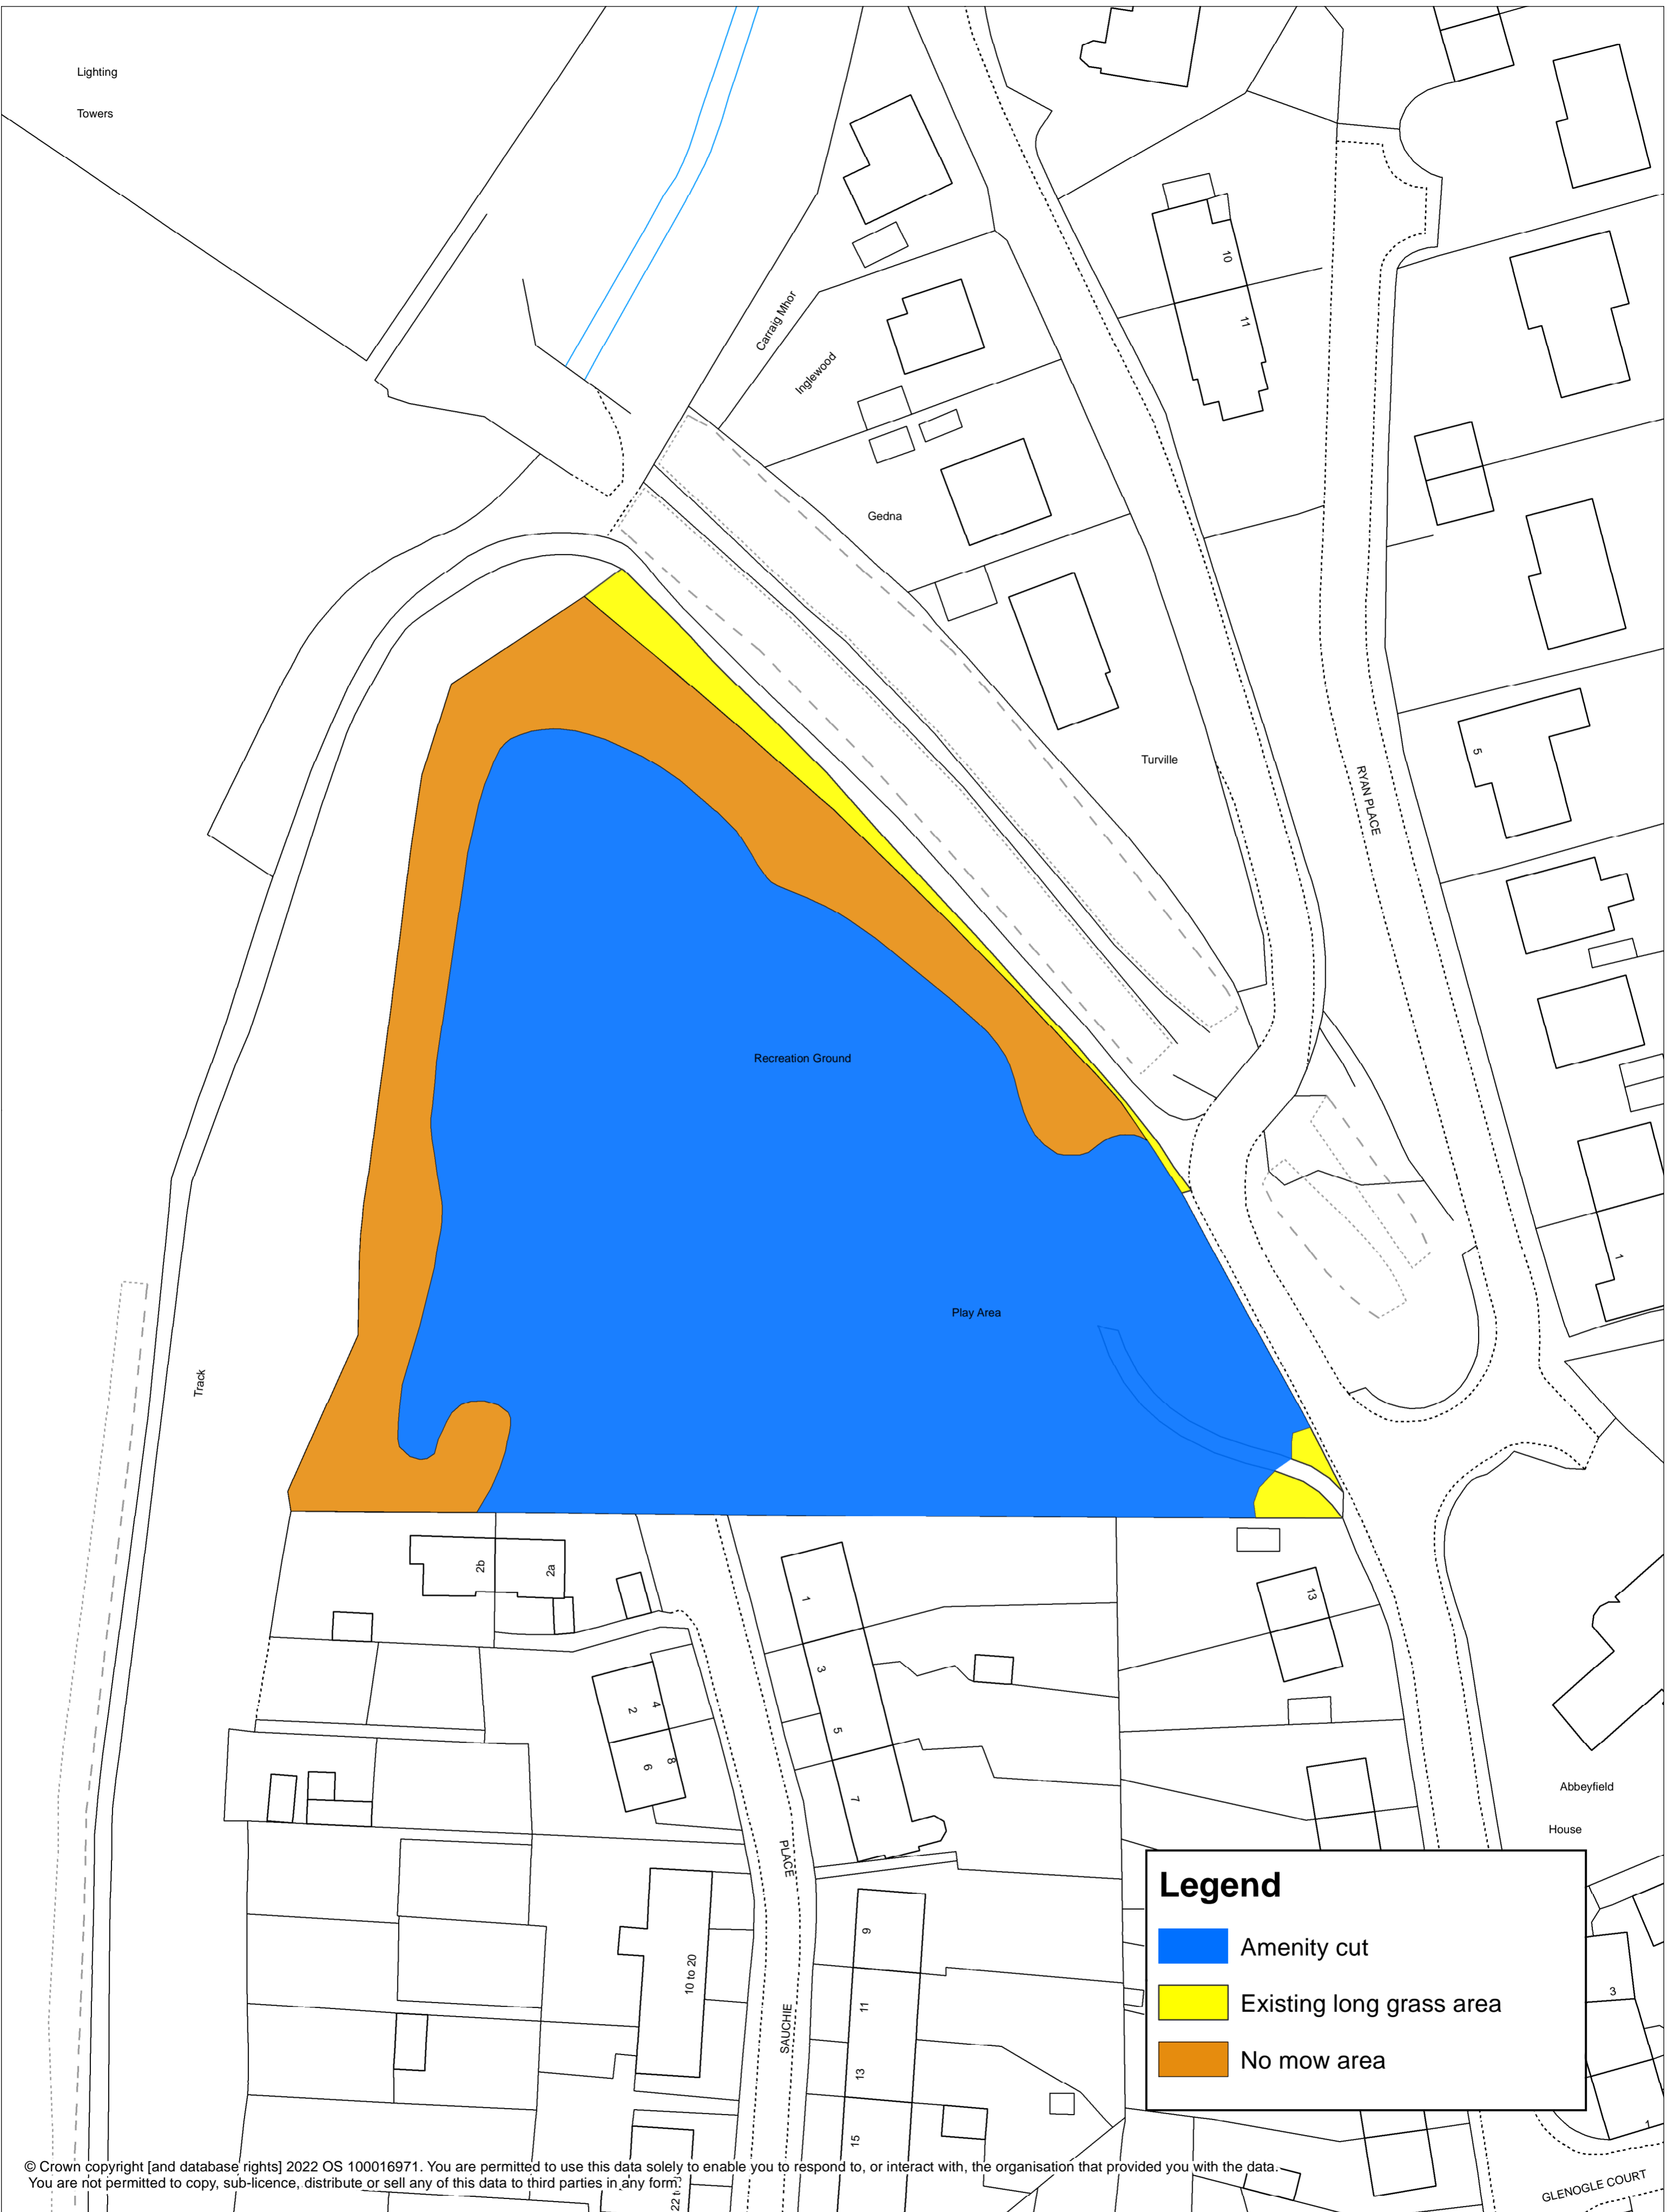 Lighting
Towers
Carraig Mhor
Inglewood
10
11
Gedna
Turville
RYAN PLACE
5
Recreation Ground
1
Play Area
Track
2b
2a
1
13
3
2
4
5
6
8
7
Abbeyfield
House
PLACE
Legend
Amenity cut
Existing long grass area
No mow area
9
10 to 20
3
11
SAUCHIE
13
15
1
© Crown copyright [and database rights] 2022 OS 100016971. You are permitted to use this data solely to enable you to respond to, or interact with, the organisation that provided you with the data.
You are not permitted to copy, sub-licence, distribute or sell any of this data to third parties in any form.
GLENOGLE COURT